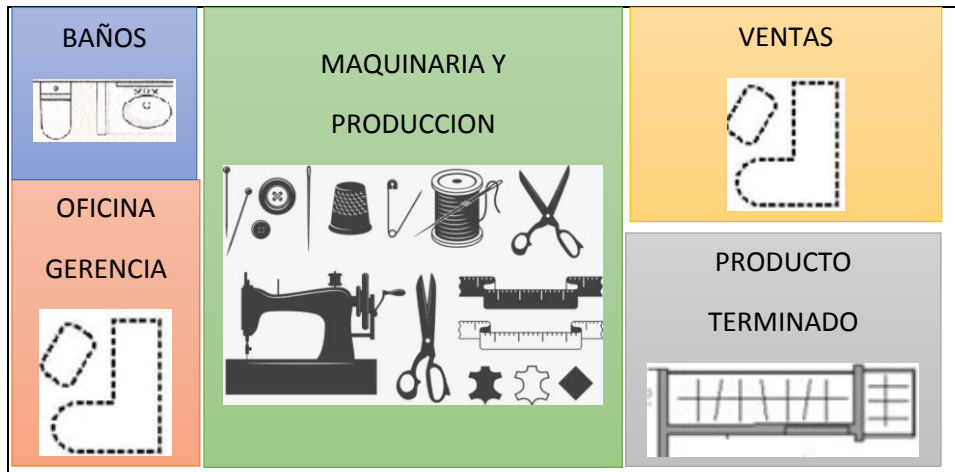 BAÑOS
OFICINA
GERENCIA
MAQUINARIA Y
PRODUCCION
VENTAS
PRODUCTO
TERMINADO